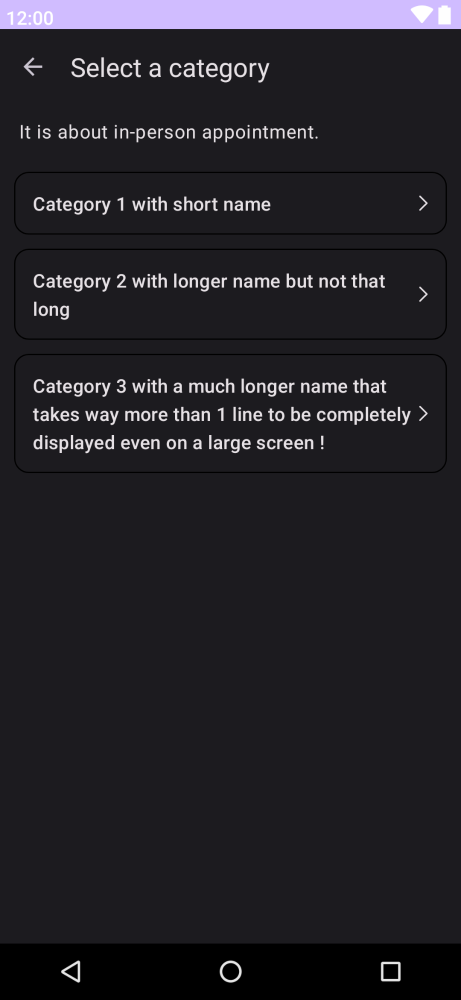 12:00
Select a category
It is about in-person appointment.
Category 1 with short name
Category 2 with longer name but not that
long
Category 3 with a much longer name that
takes way more than 1 line to be completely
displayed even on a large screen !